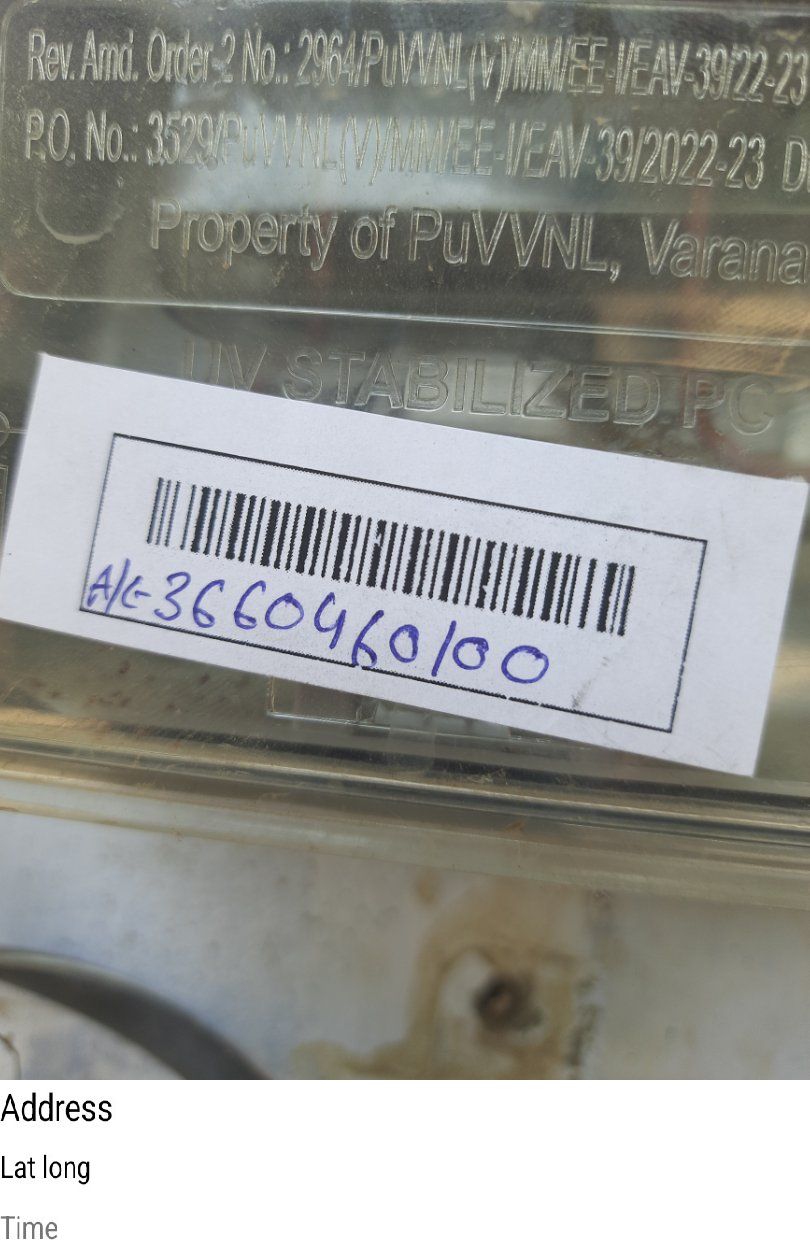 Rev. Amd. Order-2 No.: 2964/PuVVNL(V)/MM/EE-I/EAV-39/22-23
P.O. No.: 3529/PuVVNL(V)/MM/EE-I/EAV-39/2022-23
Property of PuVVNL,
UV STABILIZED PC
A/C-3660460100
Address
Lat long
Time